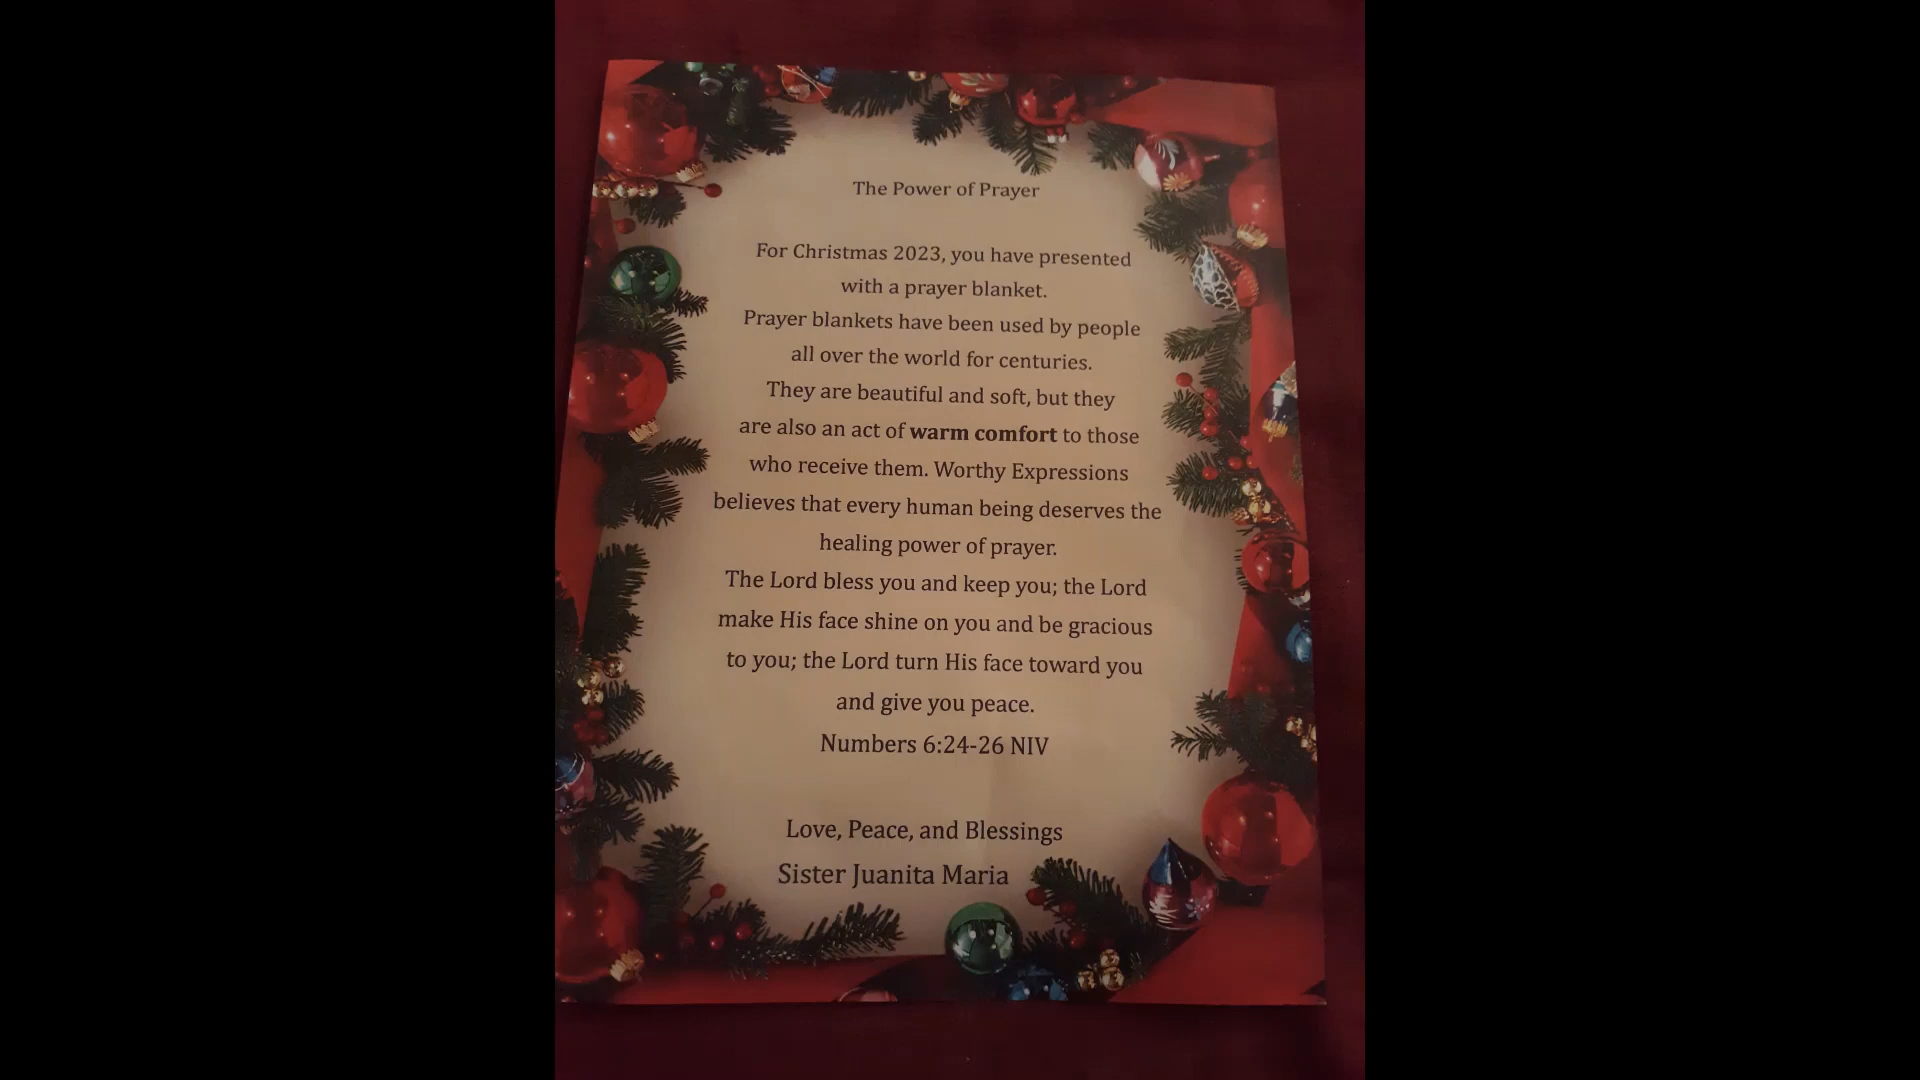 The Power of Prayer
For Christmas 2023, you have presented
with a prayer blanket.
Prayer blankets have been used by people
all over the world for centuries.
They are beautiful and soft, but they
are also an act of warm comfort to those
who receive them. Worthy Expressions
believes that every human being deserves the
healing power of prayer.
The Lord bless you and keep you; the Lord
make His face shine on you and be gracious
to you; the Lord turn His face toward you
and give you peace.
Numbers 6:24-26 NIV
Love, Peace, and Blessings
Sister Juanita Maria